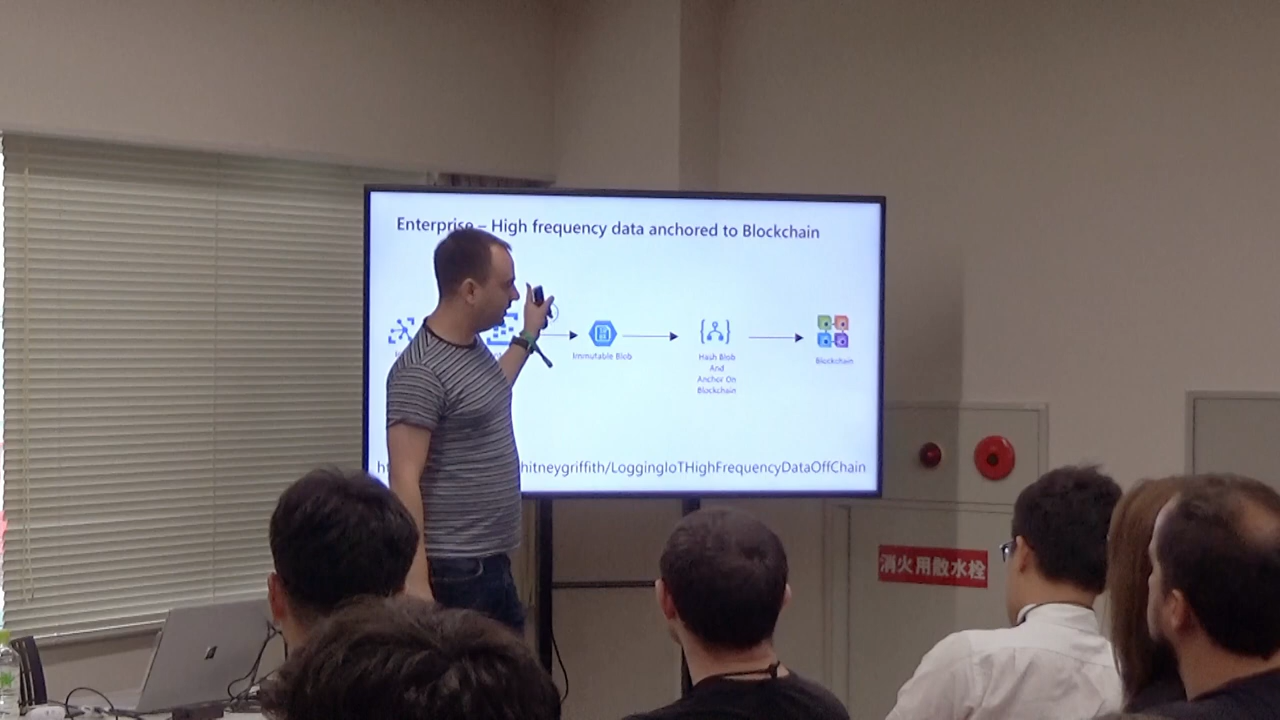 Enterprise – High frequency data anchored to Blockchain
Immutable Blob
Hash Blob
And
Anchor On
Blockchain
Blockchain
hitneygriffith/LoggingIoTHighFrequencyDataOffChain
消火用散水栓